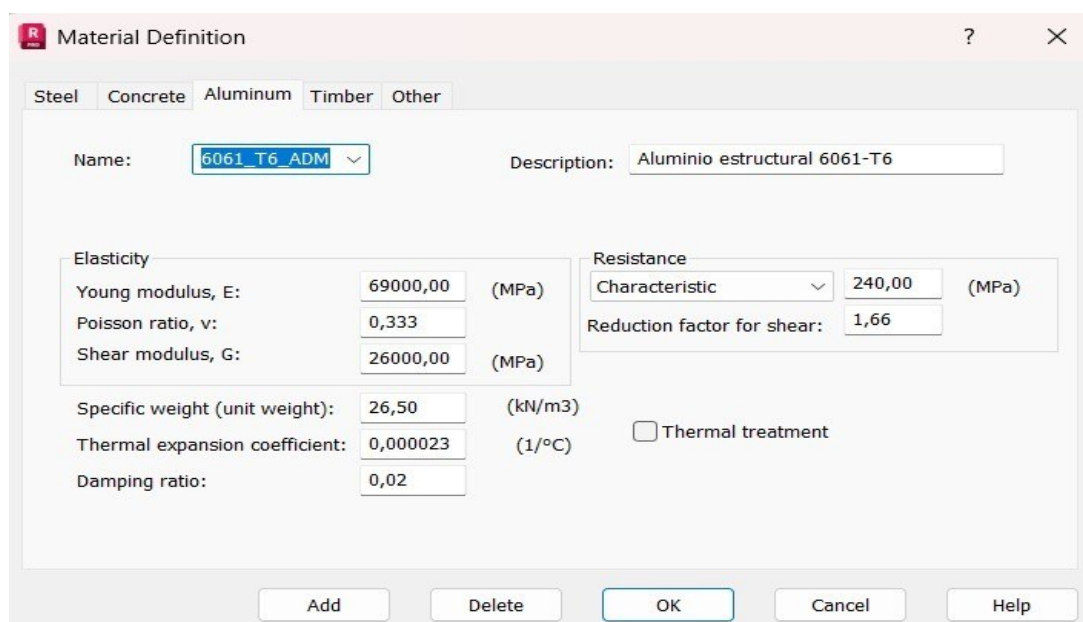 R
PRO
Material Definition ? ×
Steel Concrete Aluminum Timber Other
Name: 6061_T6_ADM Description: Aluminio estructural 6061-T6
Elasticity Resistance
Young modulus, E: 69000,00 (MPa) Characteristic 240,00 (MPa)
Poisson ratio, v: 0,333 Reduction factor for shear: 1,66
Shear modulus, G: 26000,00 (MPa)
Specific weight (unit weight): 26,50 (kN/m3)
Thermal expansion coefficient: 0,000023 (1/°C) Thermal treatment
Damping ratio: 0,02
Add Delete OK Cancel Help